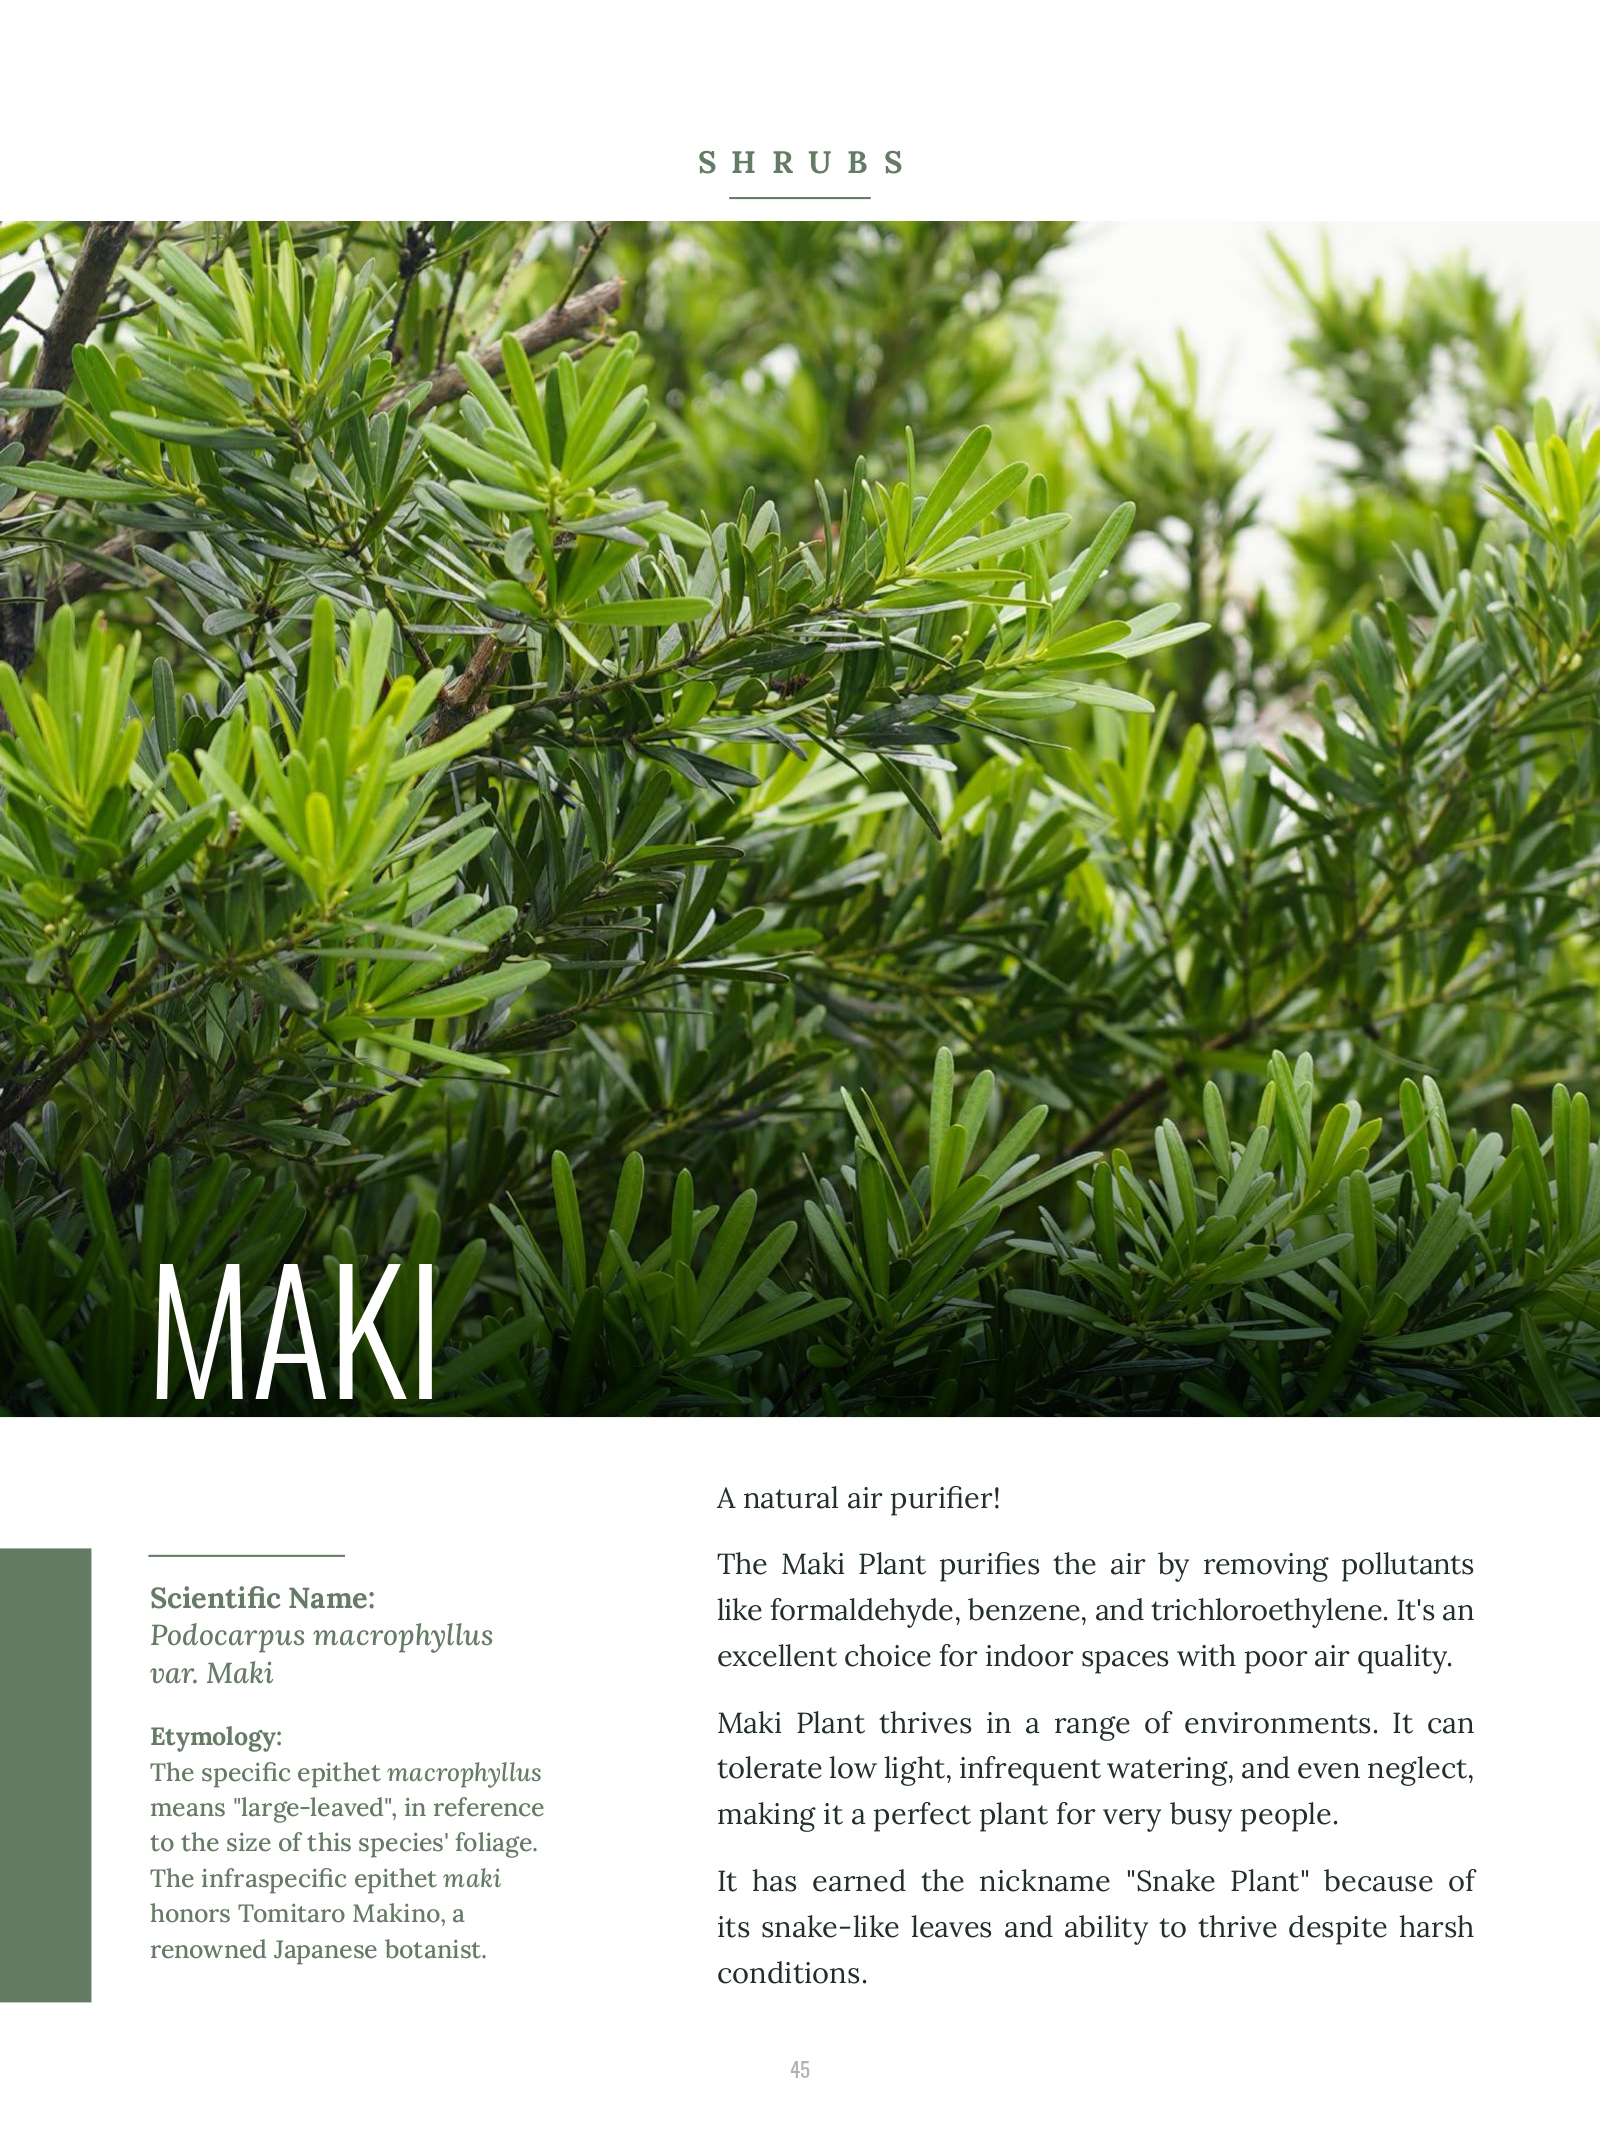 SHRUBS
MAKI
Scientific Name:
Podocarpus macrophyllus
var. Maki
Etymology:
The specific epithet macrophyllus
means "large-leaved", in reference
to the size of this species' foliage.
The infraspecific epithet maki
honors Tomitaro Makino, a
renowned Japanese botanist.
A natural air purifier!
The Maki Plant purifies the air by removing pollutants
like formaldehyde, benzene, and trichloroethylene. It's an
excellent choice for indoor spaces with poor air quality.
Maki Plant thrives in a range of environments. It can
tolerate low light, infrequent watering, and even neglect,
making it a perfect plant for very busy people.
It has earned the nickname "Snake Plant" because of
its snake-like leaves and ability to thrive despite harsh
conditions.
45